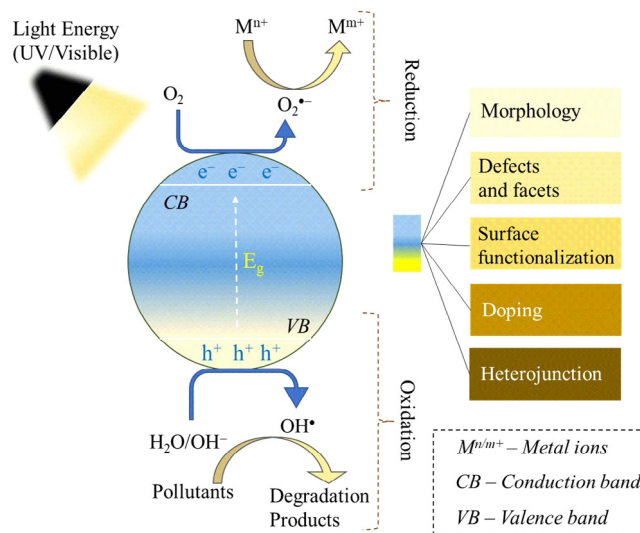 Light Energy
(UV/Visible)
Mⁿ⁺
Mᵐ⁺
O₂
O₂•⁻
Reduction
e⁻ e⁻ e⁻
CB
E_g
VB
h⁺ h⁺ h⁺
Oxidation
H₂O/OH⁻
OH•
Pollutants
Degradation
Products
Morphology
Defects
and facets
Surface
functionalization
Doping
Heterojunction
Mⁿ/ᵐ⁺ – Metal ions
CB – Conduction band
VB – Valence band